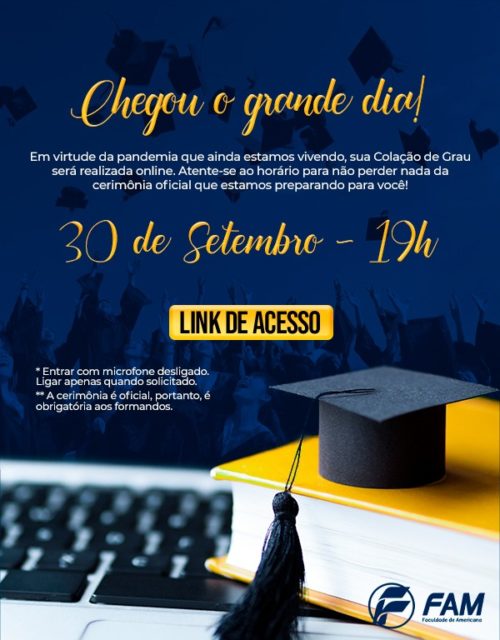 Chegou o grande dia!
Em virtude da pandemia que ainda estamos vivendo, sua Colação de Grau
será realizada online. Atente-se ao horário para não perder nada da
cerimônia oficial que estamos preparando para você!
30 de Setembro - 19h
LINK DE ACESSO
* Entrar com microfone desligado.
Ligar apenas quando solicitado.
** A cerimônia é oficial, portanto, é
obrigatória aos formandos.
FAM
Faculdade de Americana